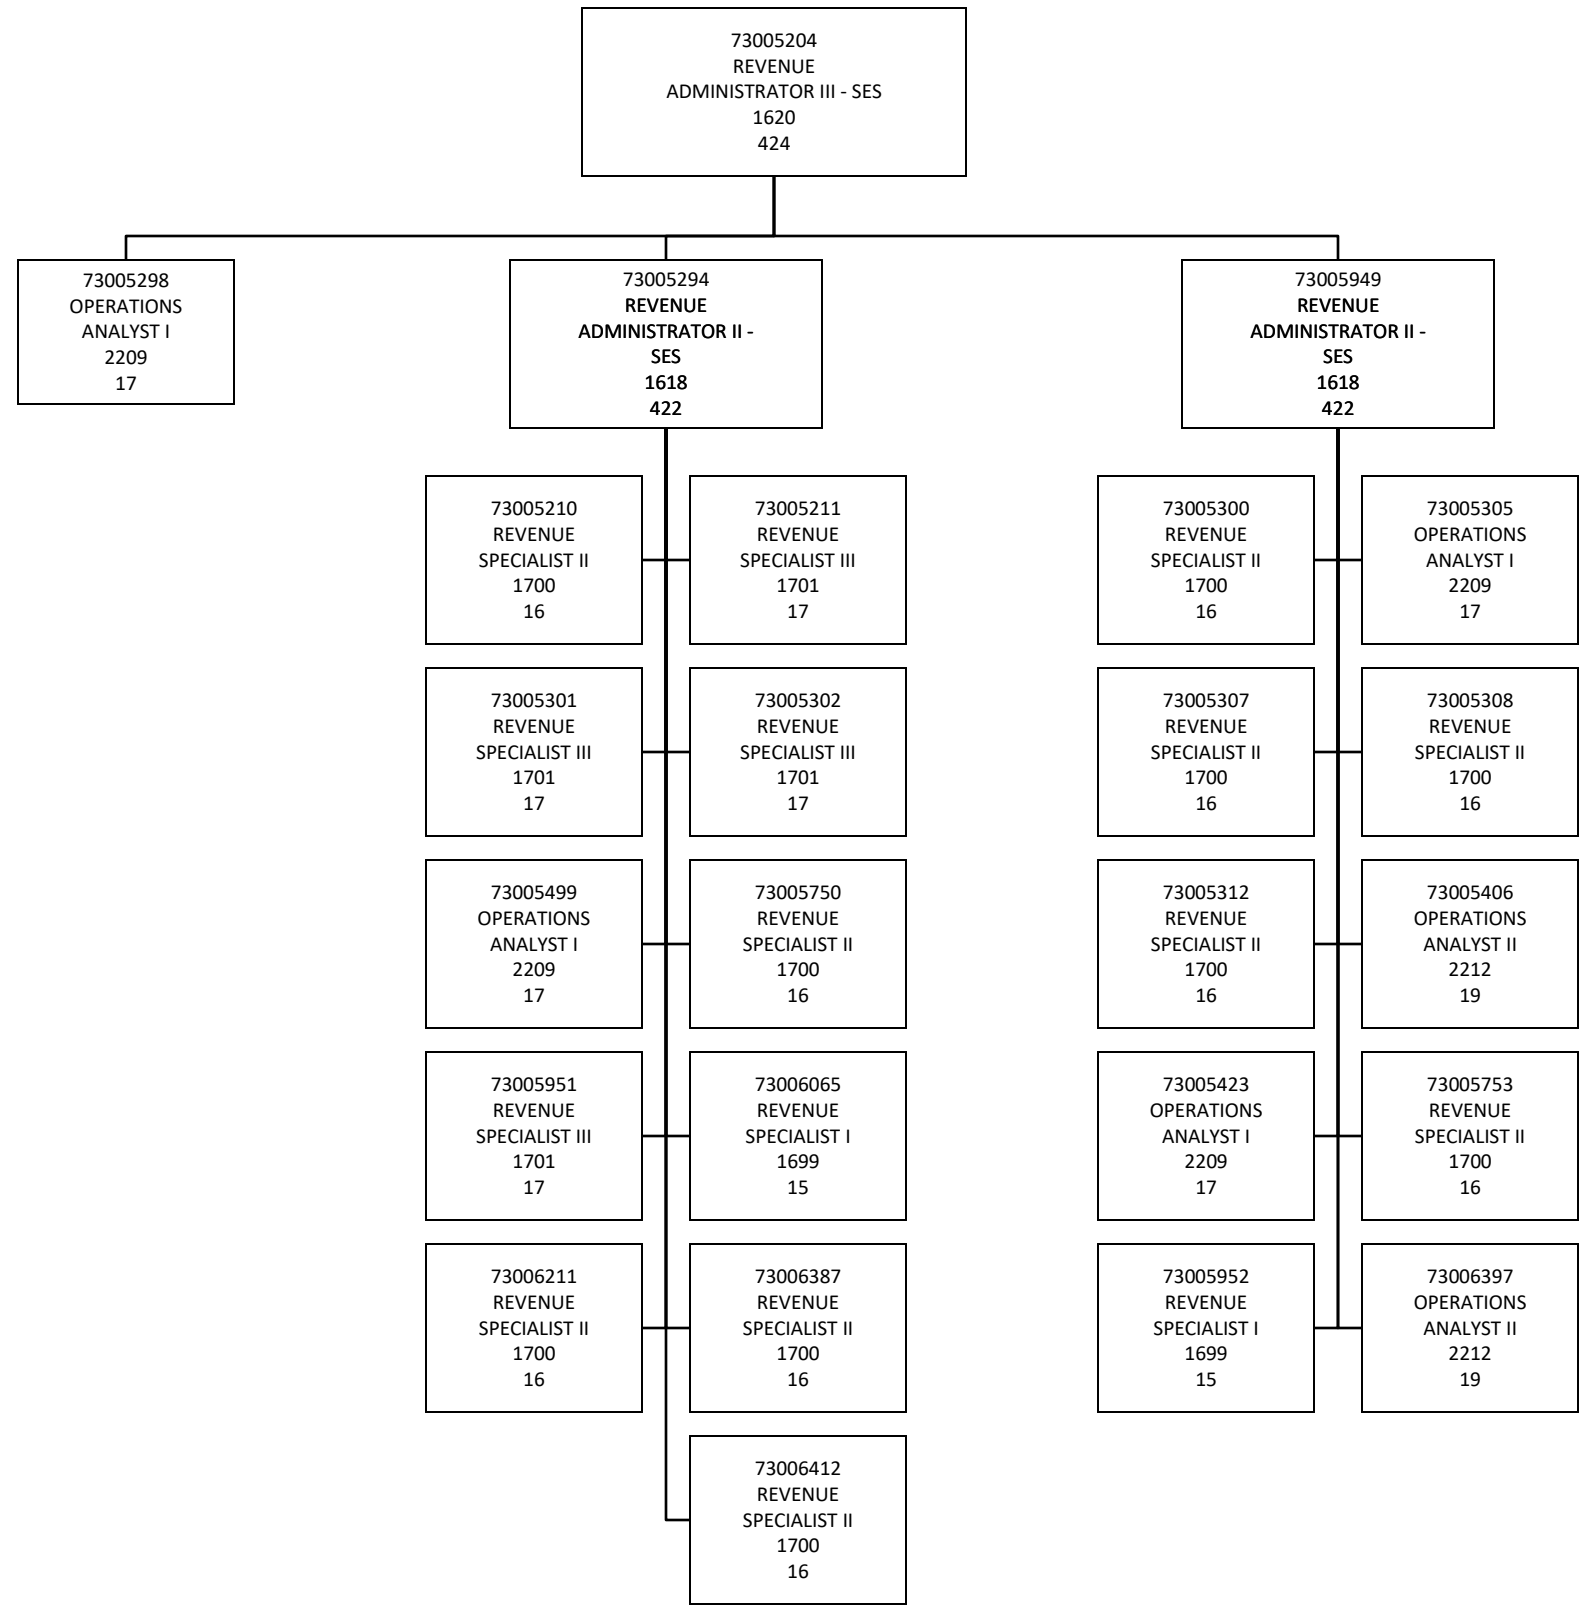 73005204
REVENUE
ADMINISTRATOR III - SES
1620
424
73005298
OPERATIONS
ANALYST I
2209
17
73005294
REVENUE
ADMINISTRATOR II -
SES
1618
422
73005949
REVENUE
ADMINISTRATOR II -
SES
1618
422
73005210
REVENUE
SPECIALIST II
1700
16
73005211
REVENUE
SPECIALIST III
1701
17
73005300
REVENUE
SPECIALIST II
1700
16
73005305
OPERATIONS
ANALYST I
2209
17
73005301
REVENUE
SPECIALIST III
1701
17
73005302
REVENUE
SPECIALIST III
1701
17
73005307
REVENUE
SPECIALIST II
1700
16
73005308
REVENUE
SPECIALIST II
1700
16
73005499
OPERATIONS
ANALYST I
2209
17
73005750
REVENUE
SPECIALIST II
1700
16
73005312
REVENUE
SPECIALIST II
1700
16
73005406
OPERATIONS
ANALYST II
2212
19
73005951
REVENUE
SPECIALIST III
1701
17
73006065
REVENUE
SPECIALIST I
1699
15
73005423
OPERATIONS
ANALYST I
2209
17
73005753
REVENUE
SPECIALIST II
1700
16
73006211
REVENUE
SPECIALIST II
1700
16
73006387
REVENUE
SPECIALIST II
1700
16
73005952
REVENUE
SPECIALIST I
1699
15
73006397
OPERATIONS
ANALYST II
2212
19
73006412
REVENUE
SPECIALIST II
1700
16